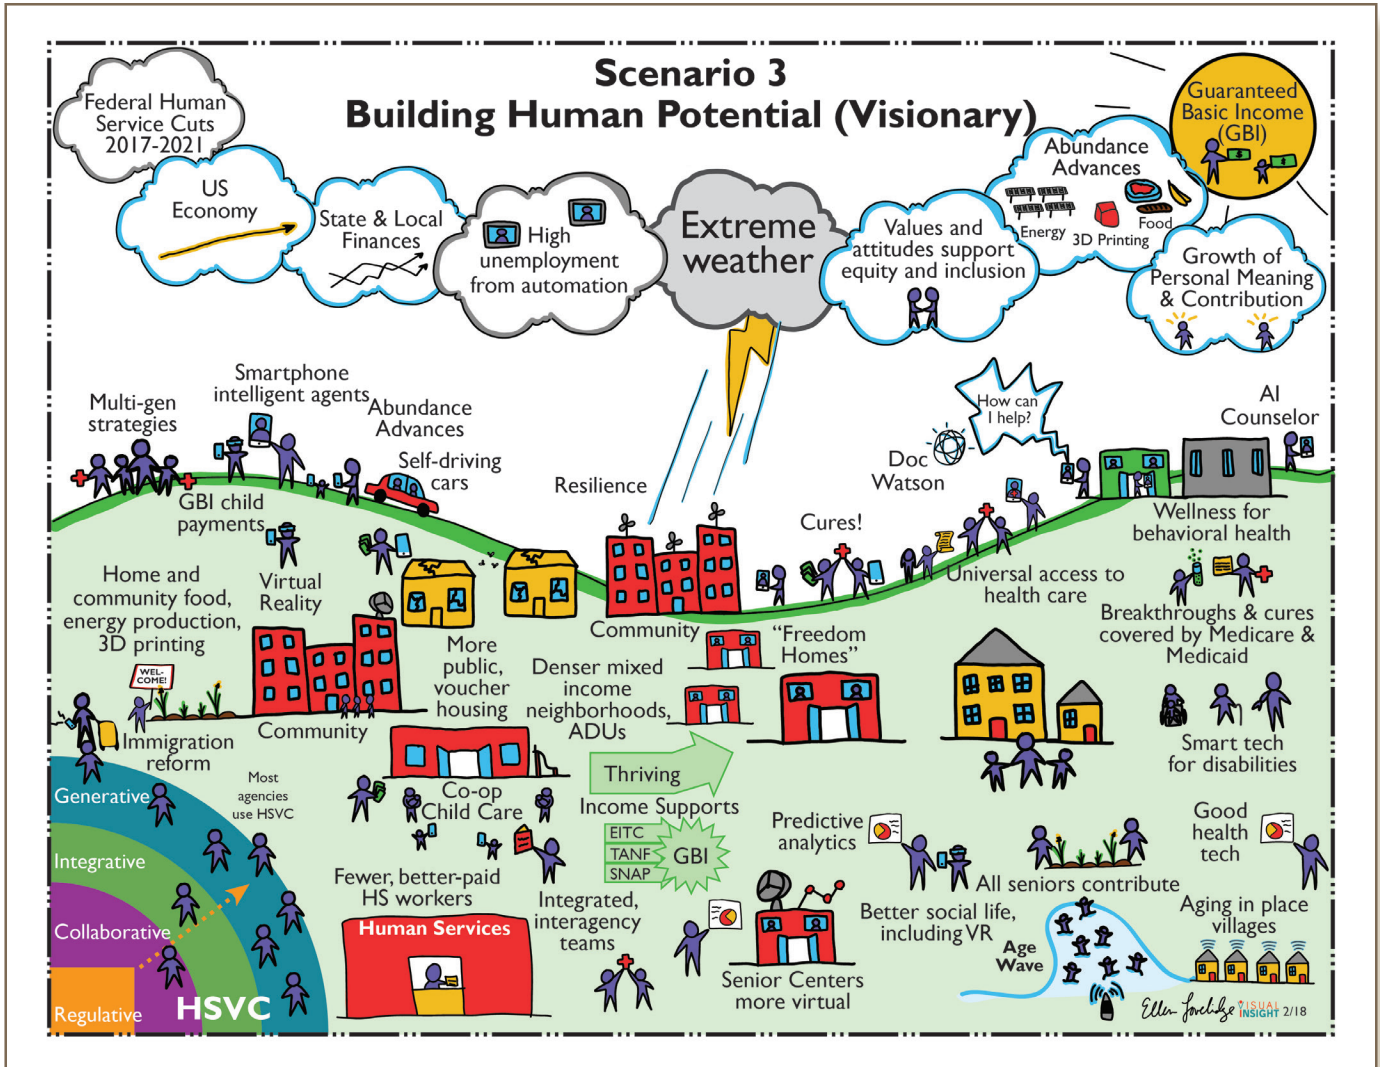 Scenario 3
Building Human Potential (Visionary)
Federal Human
Service Cuts
2017-2021
US
Economy
State & Local
Finances
High
unemployment
from automation
Extreme
weather
Values and
attitudes support
equity and inclusion
Abundance
Advances
Energy
3D Printing
Food
Guaranteed
Basic Income
(GBI)
Growth of
Personal Meaning
& Contribution
Multi-gen
strategies
Smartphone
intelligent agents
Abundance
Advances
Self-driving
cars
GBI child
payments
Resilience
Cures!
Doc
Watson
How can
I help?
AI
Counselor
Wellness for
behavioral health
Home and
community food,
energy production,
3D printing
Virtual
Reality
Universal access to
health care
Breakthroughs & cures
covered by Medicare &
Medicaid
WEL-
COME!
Immigration
reform
Community
More
public,
voucher
housing
Community
Denser mixed
income
neighborhoods,
ADUs
"Freedom
Homes"
Smart tech
for disabilities
Generative
Integrative
Collaborative
Regulative
HSVC
Most
agencies
use HSVC
Co-op
Child Care
Thriving
Income Supports
EITC
TANF
SNAP
GBI
Predictive
analytics
Good
health
tech
Fewer, better-paid
HS workers
Human Services
Integrated,
interagency
teams
Senior Centers
more virtual
All seniors contribute
Better social life,
including VR
Age
Wave
Aging in place
villages
Ellen Lovelidge
VISUAL
INSIGHT
2/18